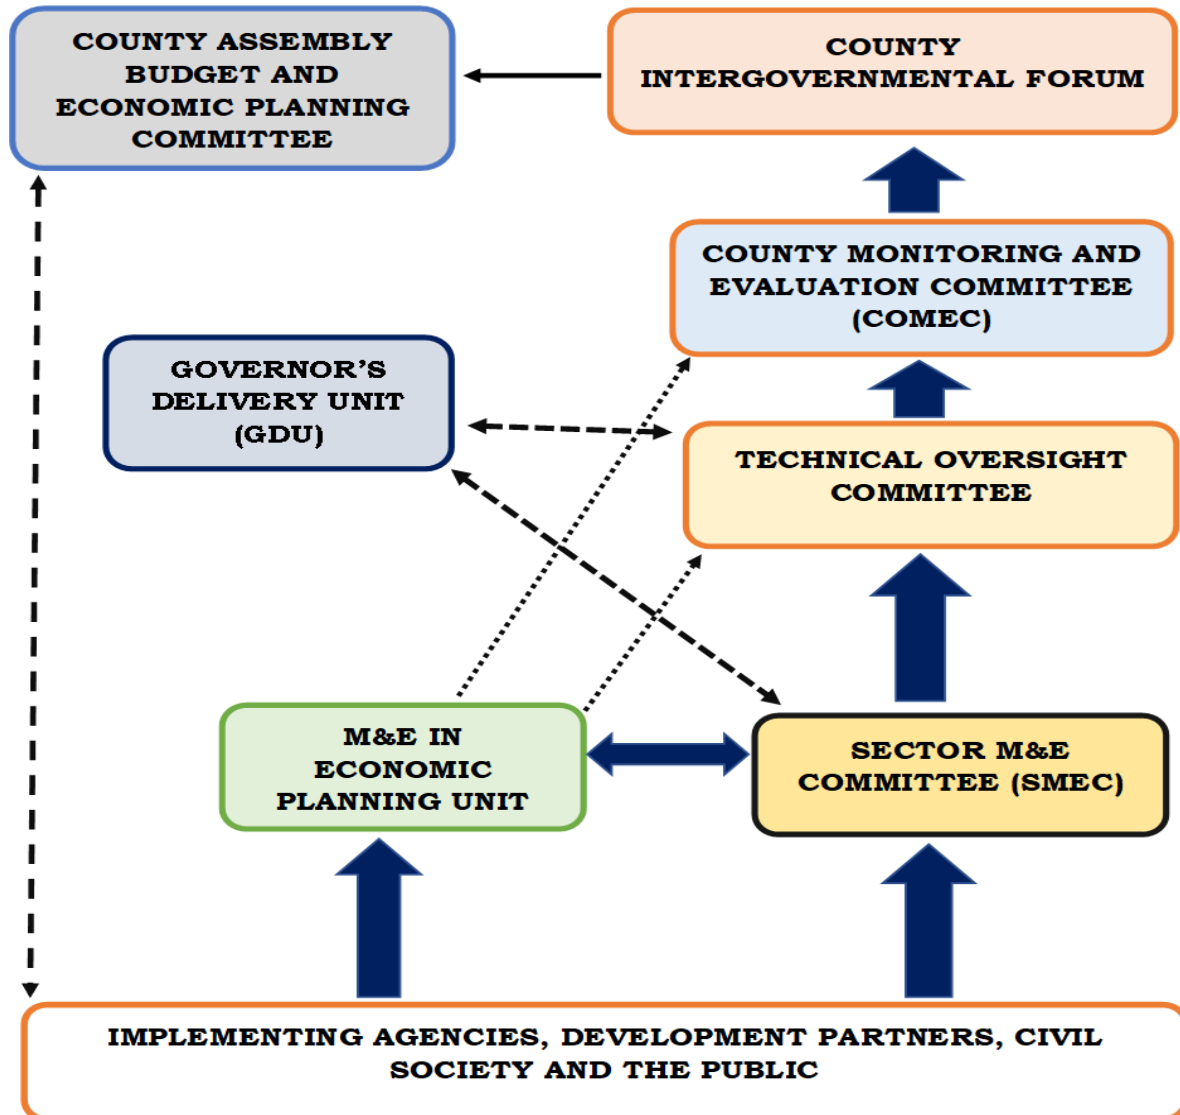 COUNTY ASSEMBLY
BUDGET AND
ECONOMIC PLANNING
COMMITTEE
COUNTY
INTERGOVERNMENTAL FORUM
COUNTY MONITORING AND
EVALUATION COMMITTEE
(COMEC)
GOVERNOR'S
DELIVERY UNIT
(GDU)
TECHNICAL OVERSIGHT
COMMITTEE
M&E IN
ECONOMIC
PLANNING UNIT
SECTOR M&E
COMMITTEE (SMEC)
IMPLEMENTING AGENCIES, DEVELOPMENT PARTNERS, CIVIL
SOCIETY AND THE PUBLIC